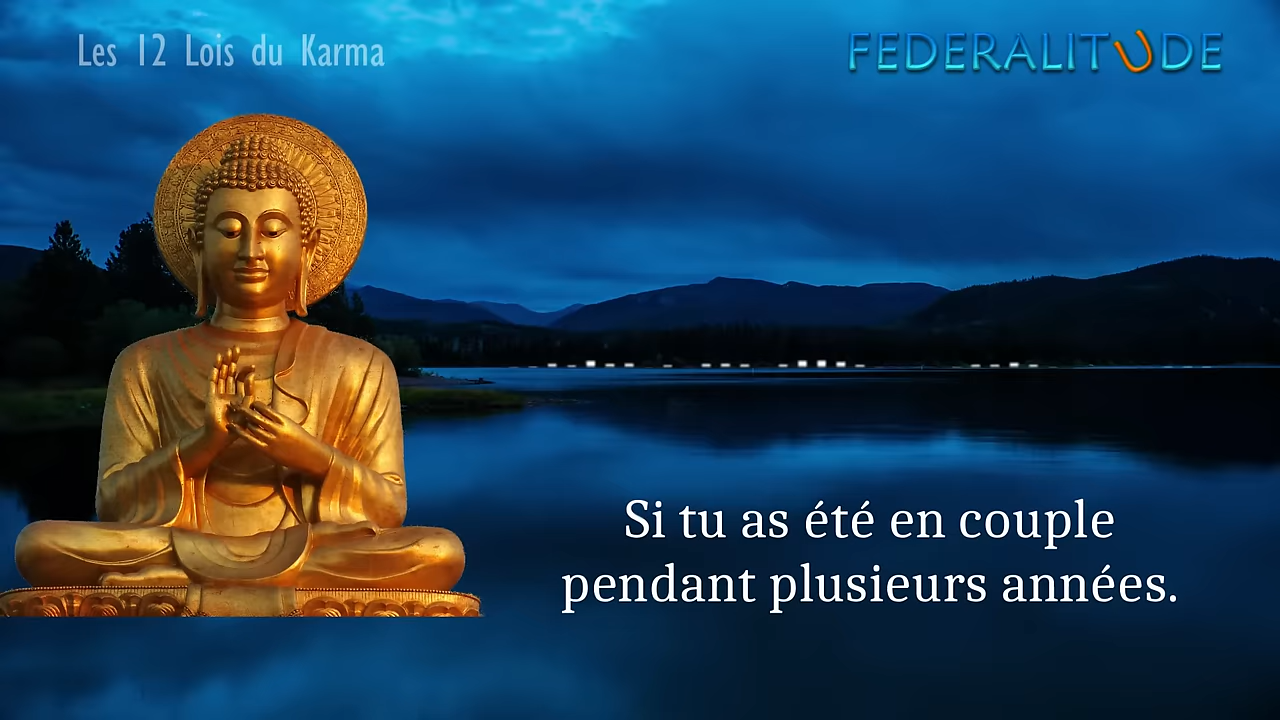 Les 12 Lois du Karma
FEDERALITUDE
Si tu as été en couple
pendant plusieurs années.